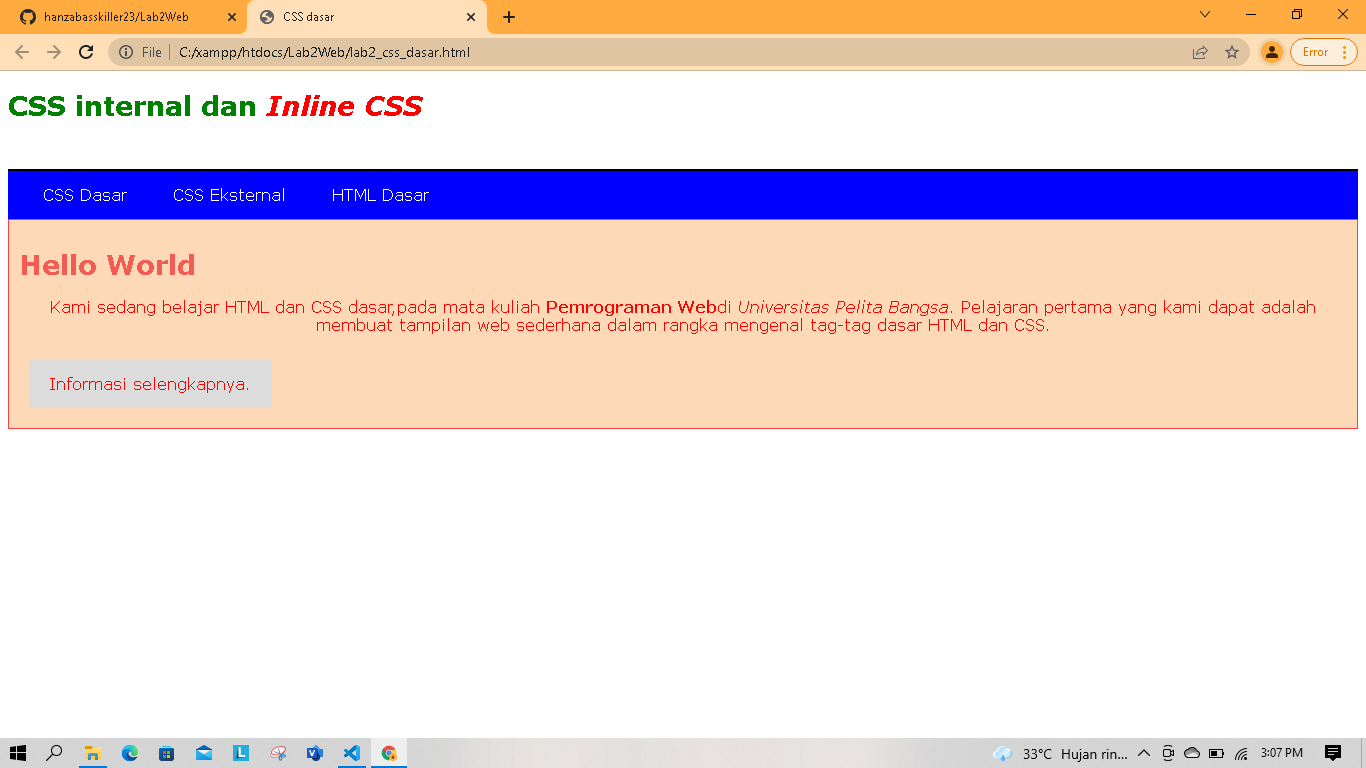 hanzabasskiller23/Lab2Web
CSS dasar
File
C:/xampp/htdocs/Lab2Web/lab2_css_dasar.html
Error
CSS internal dan Inline CSS
CSS Dasar
CSS Eksternal
HTML Dasar
Hello World
Kami sedang belajar HTML dan CSS dasar,pada mata kuliah Pemrograman Webdi Universitas Pelita Bangsa. Pelajaran pertama yang kami dapat adalah
membuat tampilan web sederhana dalam rangka mengenal tag-tag dasar HTML dan CSS.
Informasi selengkapnya.
33°C Hujan rin...
3:07 PM